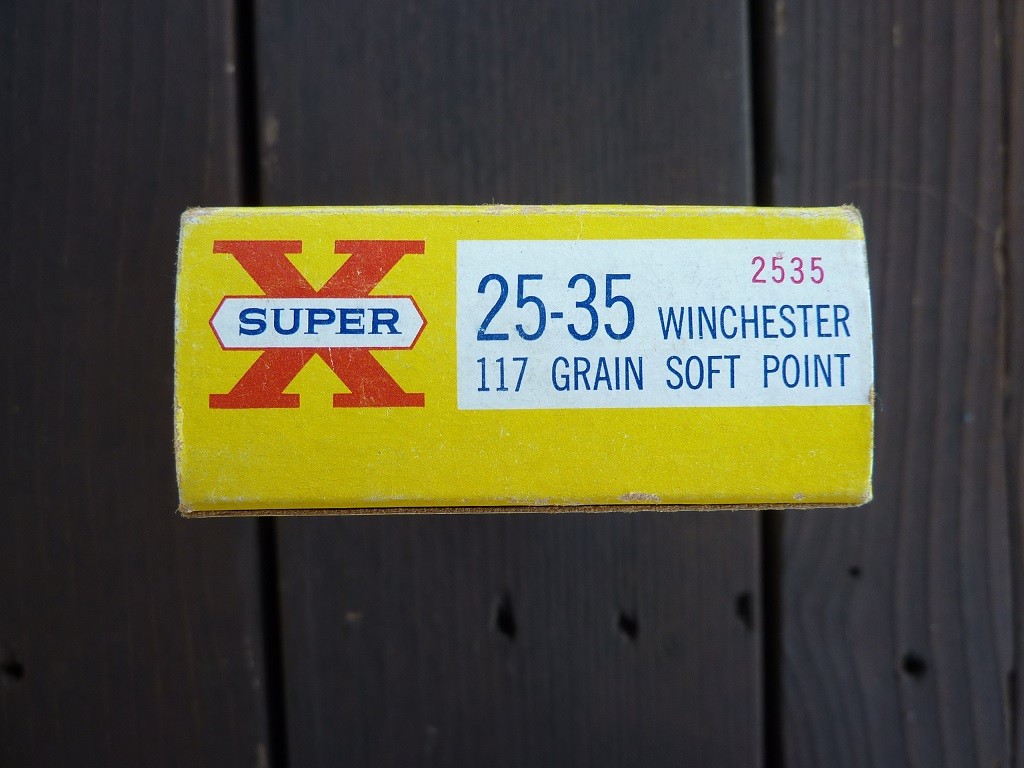 X
SUPER
2535
25-35 WINCHESTER
117 GRAIN SOFT POINT